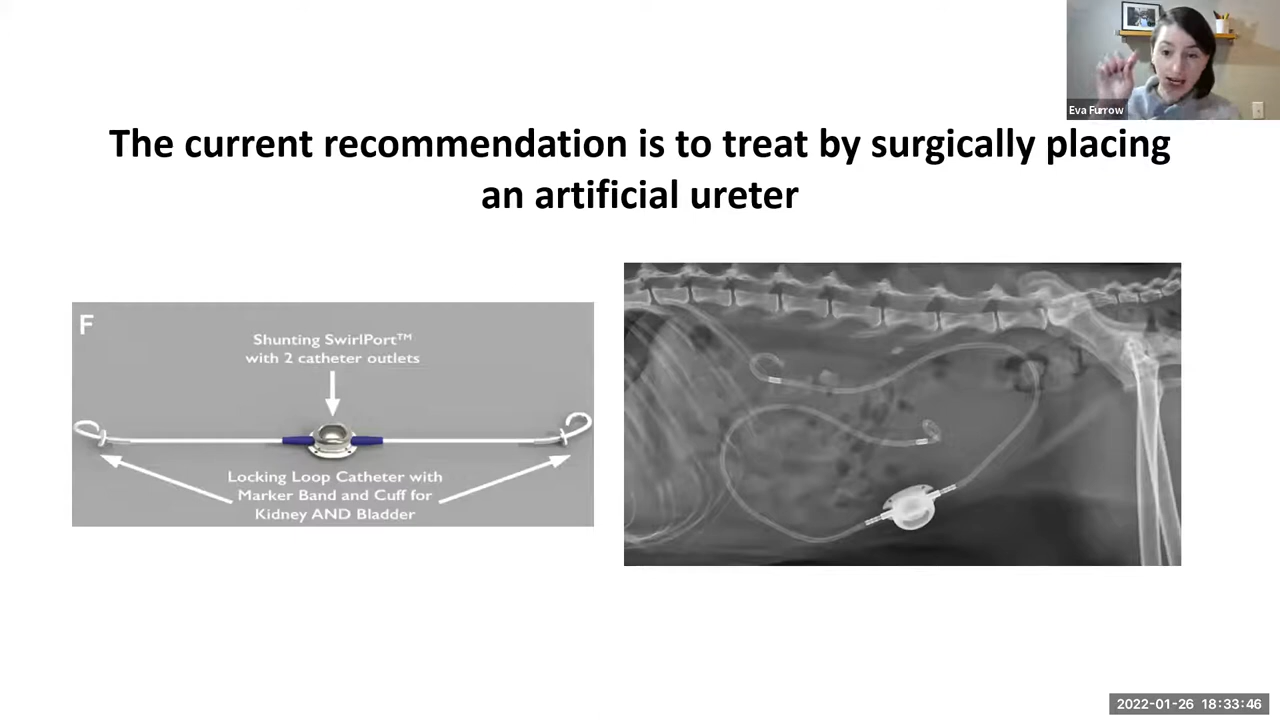 Eva Furrow
The current recommendation is to treat by surgically placing
an artificial ureter
F
Shunting SwirlPort™
with 2 catheter outlets
Locking Loop Catheter with
Marker Band and Cuff for
Kidney AND Bladder
2022-01-26 18:33:46